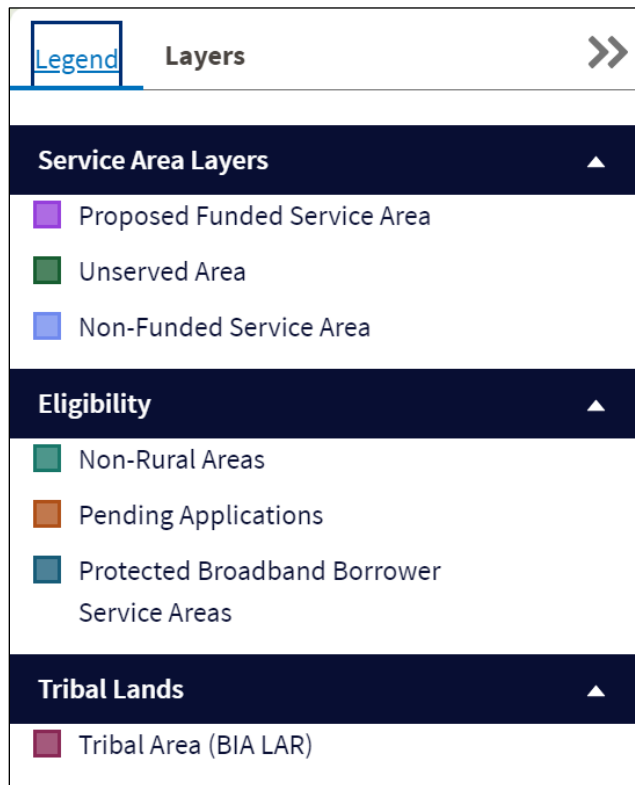 Legend Layers
Service Area Layers
Proposed Funded Service Area
Unserved Area
Non-Funded Service Area
Eligibility
Non-Rural Areas
Pending Applications
Protected Broadband Borrower
Service Areas
Tribal Lands
Tribal Area (BIA LAR)